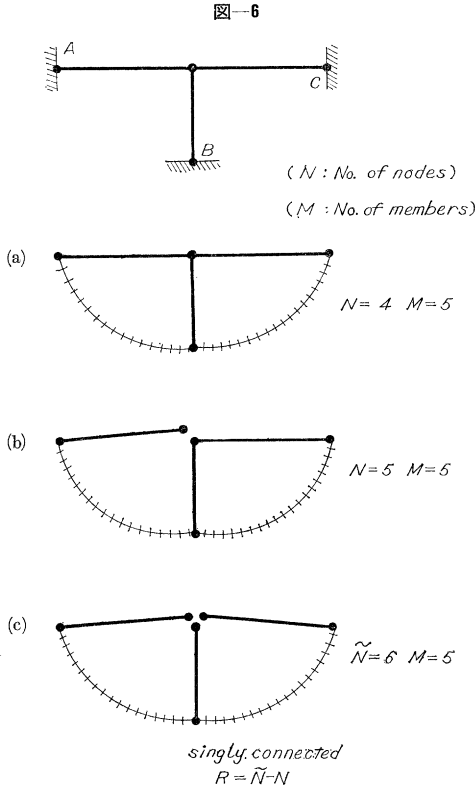 図—6
A
C
B
(N : No. of nodes)
(M : No. of members)
(a)
N=4 M=5
(b)
N=5 M=5
(c)
Ñ=6 M=5
singly. connected
R = Ñ-N